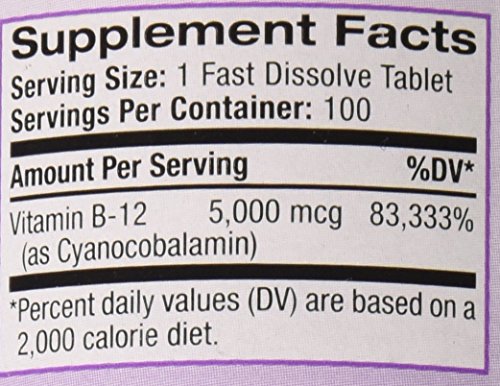 Supplement Facts
Serving Size: 1 Fast Dissolve Tablet
Servings Per Container: 100
Amount Per Serving %DV*
Vitamin B-12 5,000 mcg 83,333%
(as Cyanocobalamin)
*Percent daily values (DV) are based on a
2,000 calorie diet.